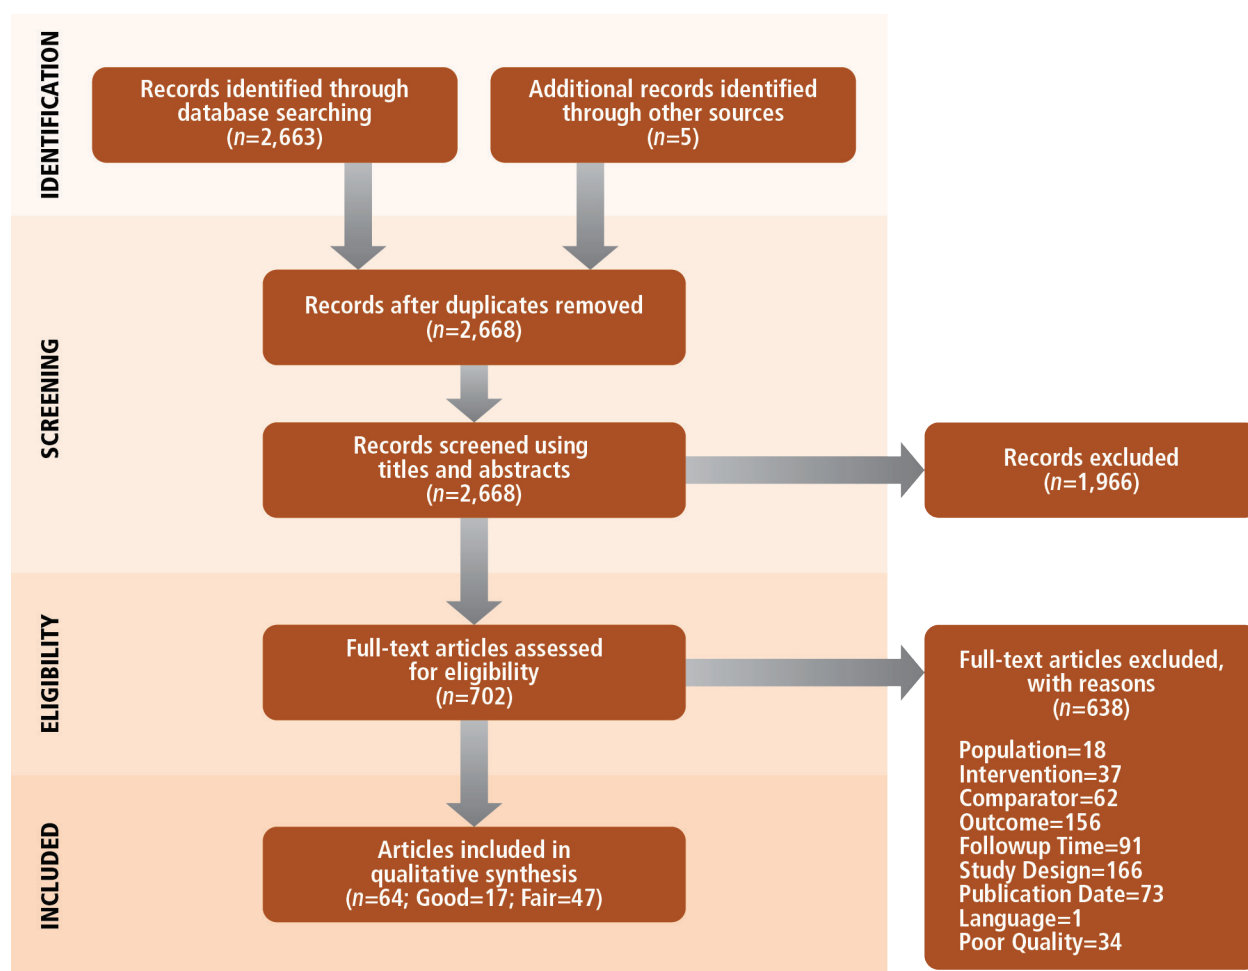 IDENTIFICATION
Records identified through
database searching
(n=2,663)
Additional records identified
through other sources
(n=5)
SCREENING
Records after duplicates removed
(n=2,668)
Records screened using
titles and abstracts
(n=2,668)
Records excluded
(n=1,966)
ELIGIBILITY
Full-text articles assessed
for eligibility
(n=702)
Full-text articles excluded,
with reasons
(n=638)
Population=18
Intervention=37
Comparator=62
Outcome=156
Followup Time=91
Study Design=166
Publication Date=73
Language=1
Poor Quality=34
INCLUDED
Articles included in
qualitative synthesis
(n=64; Good=17; Fair=47)